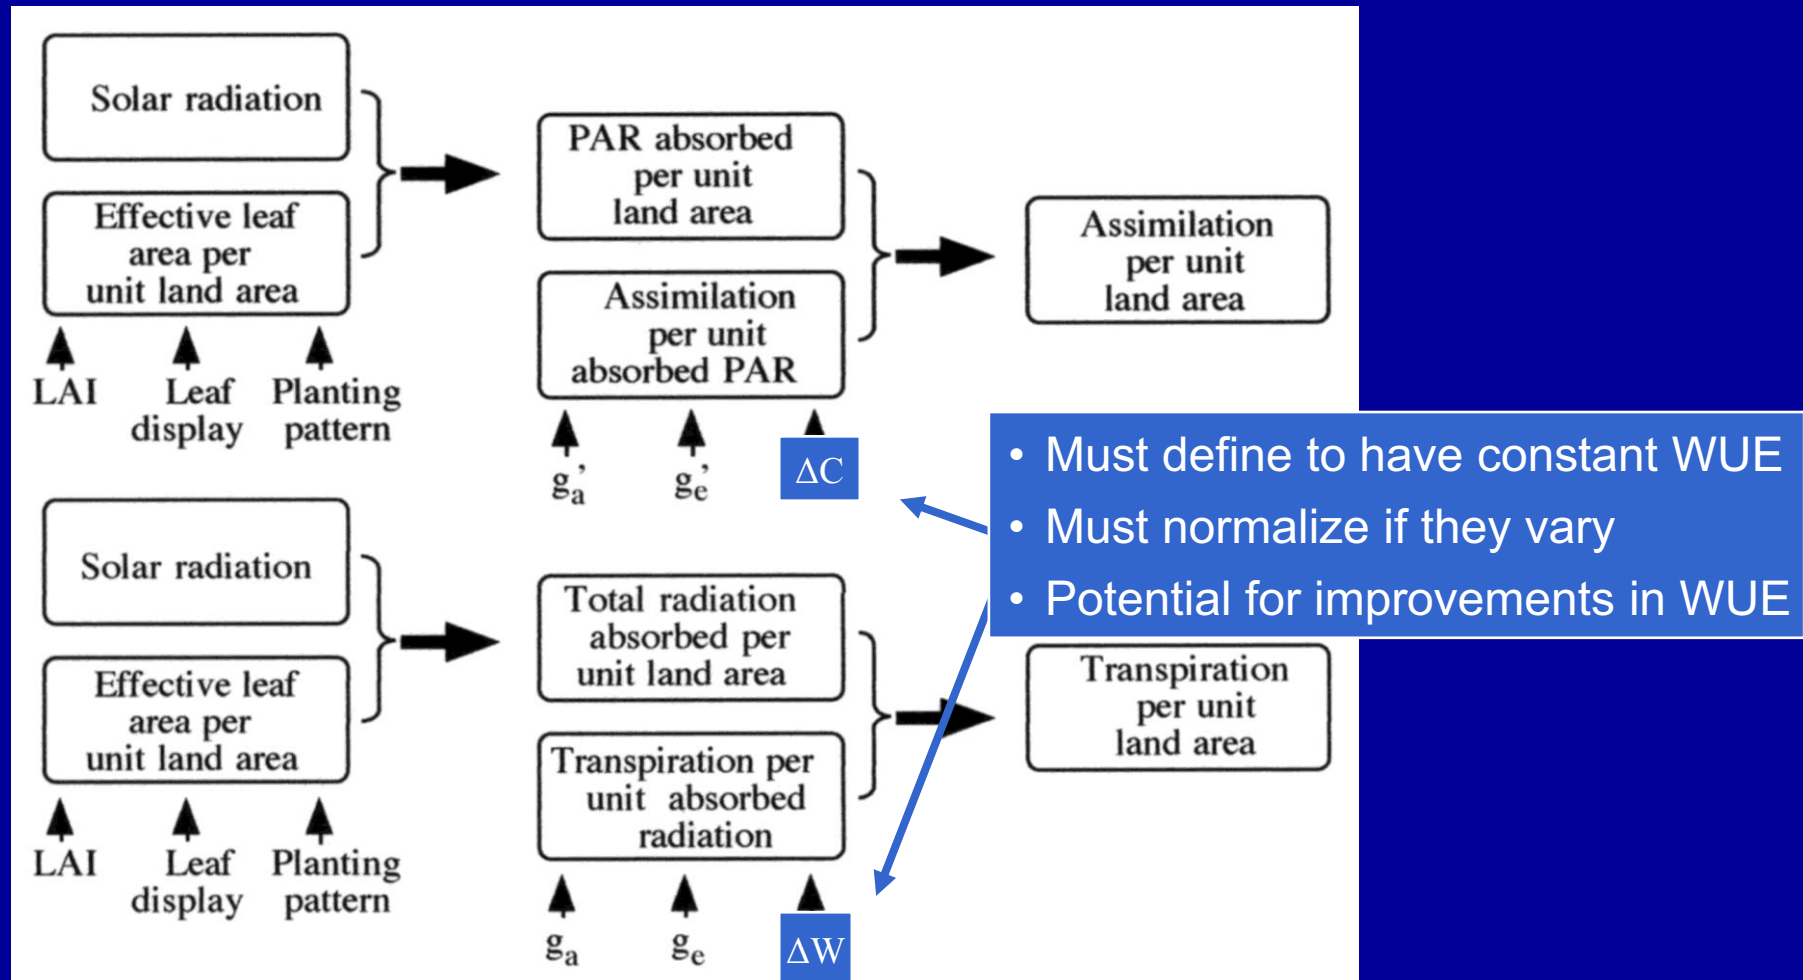 Solar radiation
Effective leaf
area per
unit land area
LAI
Leaf
display
Planting
pattern
PAR absorbed
per unit
land area
Assimilation
per unit
absorbed PAR
ga'
ge'
ΔC
Assimilation
per unit
land area
• Must define to have constant WUE
• Must normalize if they vary
• Potential for improvements in WUE
Solar radiation
Effective leaf
area per
unit land area
LAI
Leaf
display
Planting
pattern
Total radiation
absorbed per
unit land area
Transpiration per
unit absorbed
radiation
ga
ge
ΔW
Transpiration
per unit
land area